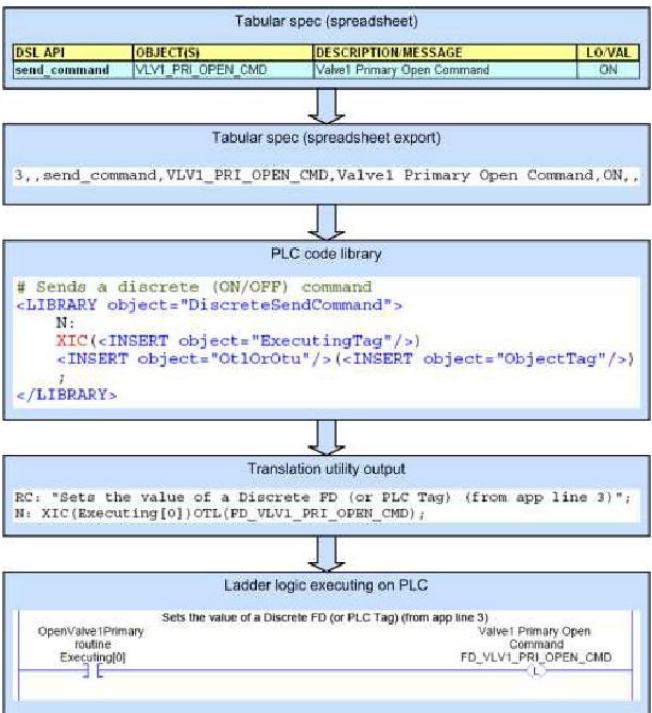 Tabular spec (spreadsheet)
DSL API OBJECT(S) DESCRIPTION/MESSAGE LO/VAL
send_command VLV1_PRI_OPEN_CMD Valve1 Primary Open Command ON
Tabular spec (spreadsheet export)
3,,send_command,VLV1_PRI_OPEN_CMD,Valve1 Primary Open Command,ON,,
PLC code library
# Sends a discrete (ON/OFF) command
<LIBRARY object="DiscreteSendCommand">
N:
XIC(<INSERT object="ExecutingTag"/>)
<INSERT object="OtlOrOtu"/>(<INSERT object="ObjectTag"/>)
;
</LIBRARY>
Translation utility output
RC: "Sets the value of a Discrete FD (or PLC Tag) (from app line 3)";
N: XIC(Executing[0])OTL(FD_VLV1_PRI_OPEN_CMD);
Ladder logic executing on PLC
Sets the value of a Discrete FD (or PLC Tag) (from app line 3)
OpenValve1Primary
routine
Executing[0]
Valve1 Primary Open
Command
FD_VLV1_PRI_OPEN_CMD
L